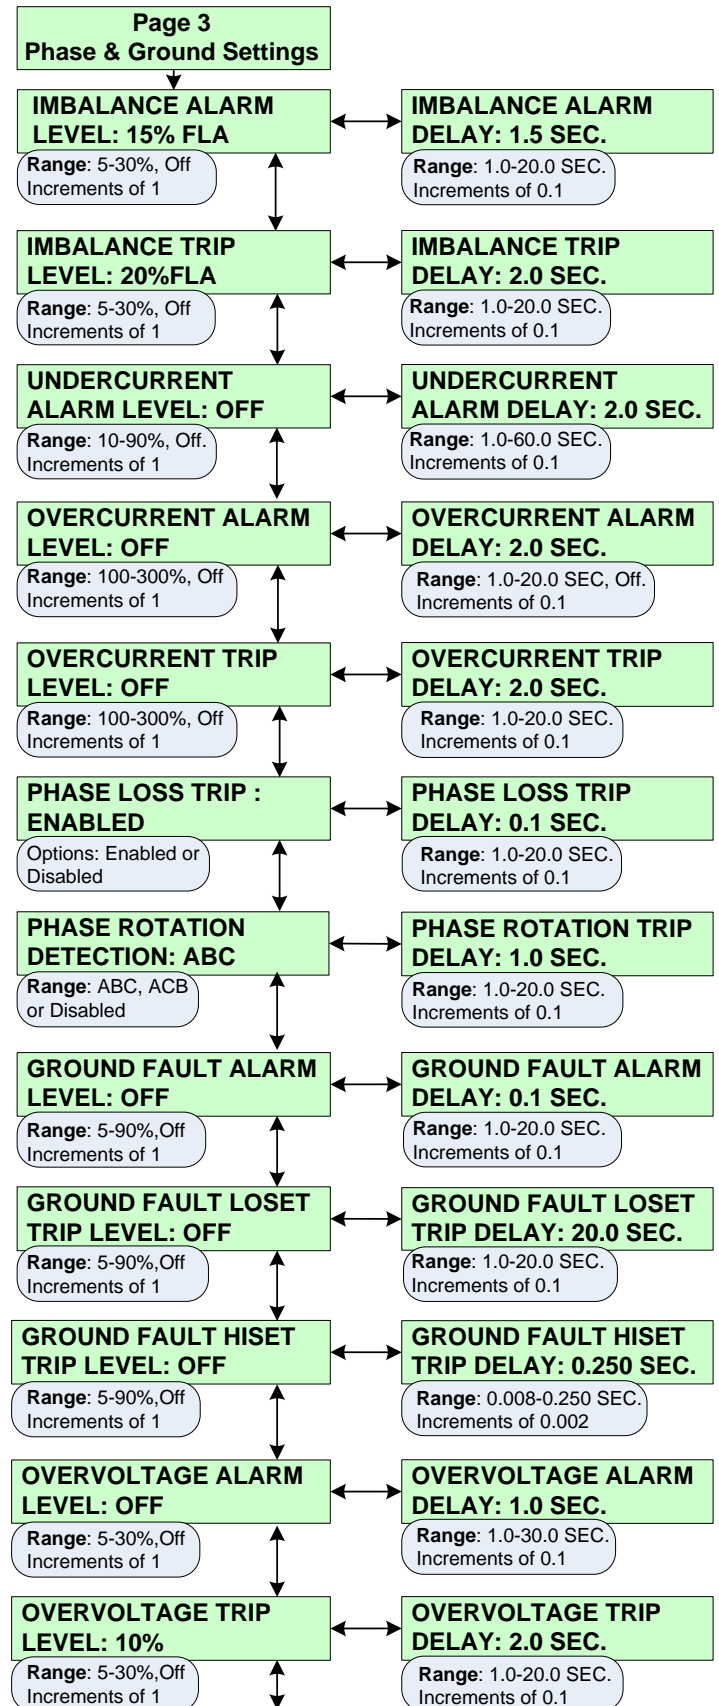 Page 3
Phase & Ground Settings
IMBALANCE ALARM
LEVEL: 15% FLA
Range: 5-30%, Off
Increments of 1
IMBALANCE ALARM
DELAY: 1.5 SEC.
Range: 1.0-20.0 SEC.
Increments of 0.1
IMBALANCE TRIP
LEVEL: 20%FLA
Range: 5-30%, Off
Increments of 1
IMBALANCE TRIP
DELAY: 2.0 SEC.
Range: 1.0-20.0 SEC.
Increments of 0.1
UNDERCURRENT
ALARM LEVEL: OFF
Range: 10-90%, Off.
Increments of 1
UNDERCURRENT
ALARM DELAY: 2.0 SEC.
Range: 1.0-60.0 SEC.
Increments of 0.1
OVERCURRENT ALARM
LEVEL: OFF
Range: 100-300%, Off
Increments of 1
OVERCURRENT ALARM
DELAY: 2.0 SEC.
Range: 1.0-20.0 SEC, Off.
Increments of 0.1
OVERCURRENT TRIP
LEVEL: OFF
Range: 100-300%, Off
Increments of 1
OVERCURRENT TRIP
DELAY: 2.0 SEC.
Range: 1.0-20.0 SEC.
Increments of 0.1
PHASE LOSS TRIP :
ENABLED
Options: Enabled or
Disabled
PHASE LOSS TRIP
DELAY: 0.1 SEC.
Range: 1.0-20.0 SEC.
Increments of 0.1
PHASE ROTATION
DETECTION: ABC
Range: ABC, ACB
or Disabled
PHASE ROTATION TRIP
DELAY: 1.0 SEC.
Range: 1.0-20.0 SEC.
Increments of 0.1
GROUND FAULT ALARM
LEVEL: OFF
Range: 5-90%,Off
Increments of 1
GROUND FAULT ALARM
DELAY: 0.1 SEC.
Range: 1.0-20.0 SEC.
Increments of 0.1
GROUND FAULT LOSET
TRIP LEVEL: OFF
Range: 5-90%,Off
Increments of 1
GROUND FAULT LOSET
TRIP DELAY: 20.0 SEC.
Range: 1.0-20.0 SEC.
Increments of 0.1
GROUND FAULT HISET
TRIP LEVEL: OFF
Range: 5-90%,Off
Increments of 1
GROUND FAULT HISET
TRIP DELAY: 0.250 SEC.
Range: 0.008-0.250 SEC.
Increments of 0.002
OVERVOLTAGE ALARM
LEVEL: OFF
Range: 5-30%,Off
Increments of 1
OVERVOLTAGE ALARM
DELAY: 1.0 SEC.
Range: 1.0-30.0 SEC.
Increments of 0.1
OVERVOLTAGE TRIP
LEVEL: 10%
Range: 5-30%,Off
Increments of 1
OVERVOLTAGE TRIP
DELAY: 2.0 SEC.
Range: 1.0-20.0 SEC.
Increments of 0.1